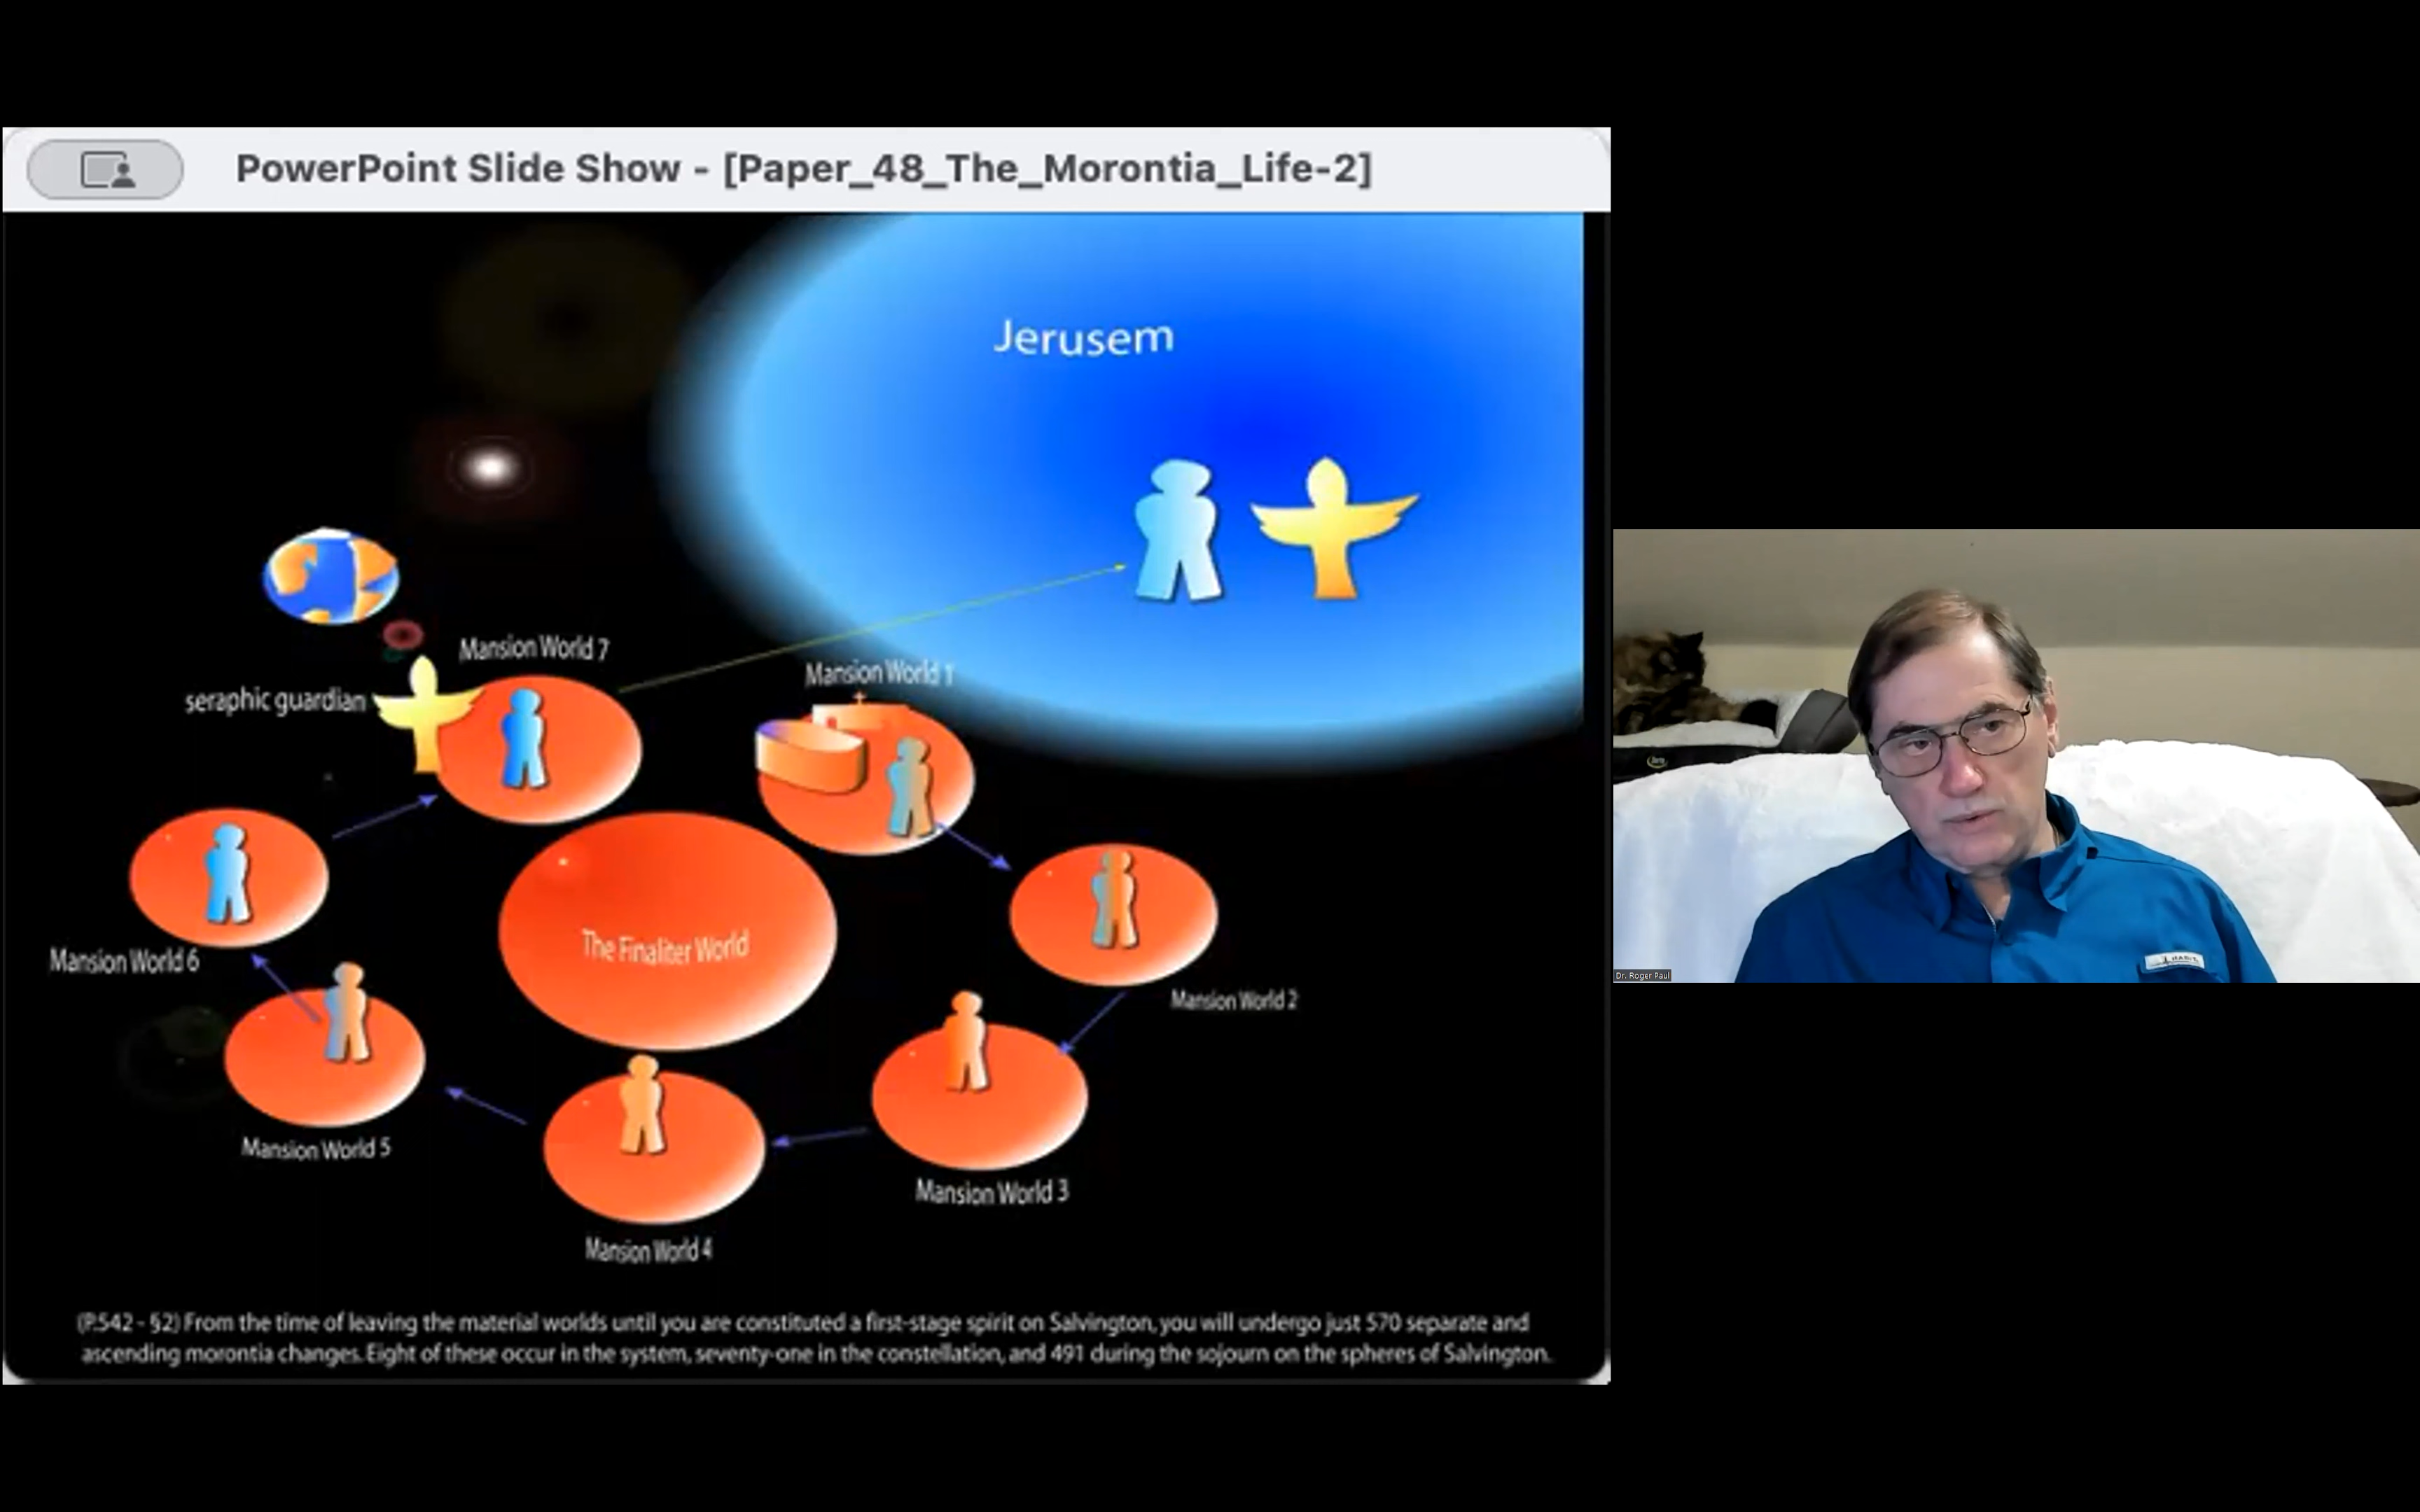 PowerPoint Slide Show - [Paper_48_The_Morontia_Life-2]
Jerusem
Mansion World 7
seraphic guardian
Mansion World 1
The Finaliter World
Mansion World 6
Mansion World 2
Mansion World 5
Mansion World 3
Mansion World 4
(P.542 - §2) From the time of leaving the material worlds until you are constituted a first-stage spirit on Salvington, you will undergo just 570 separate and
ascending morontia changes. Eight of these occur in the system, seventy-one in the constellation, and 491 during the sojourn on the spheres of Salvington.
Dr. Roger Paul